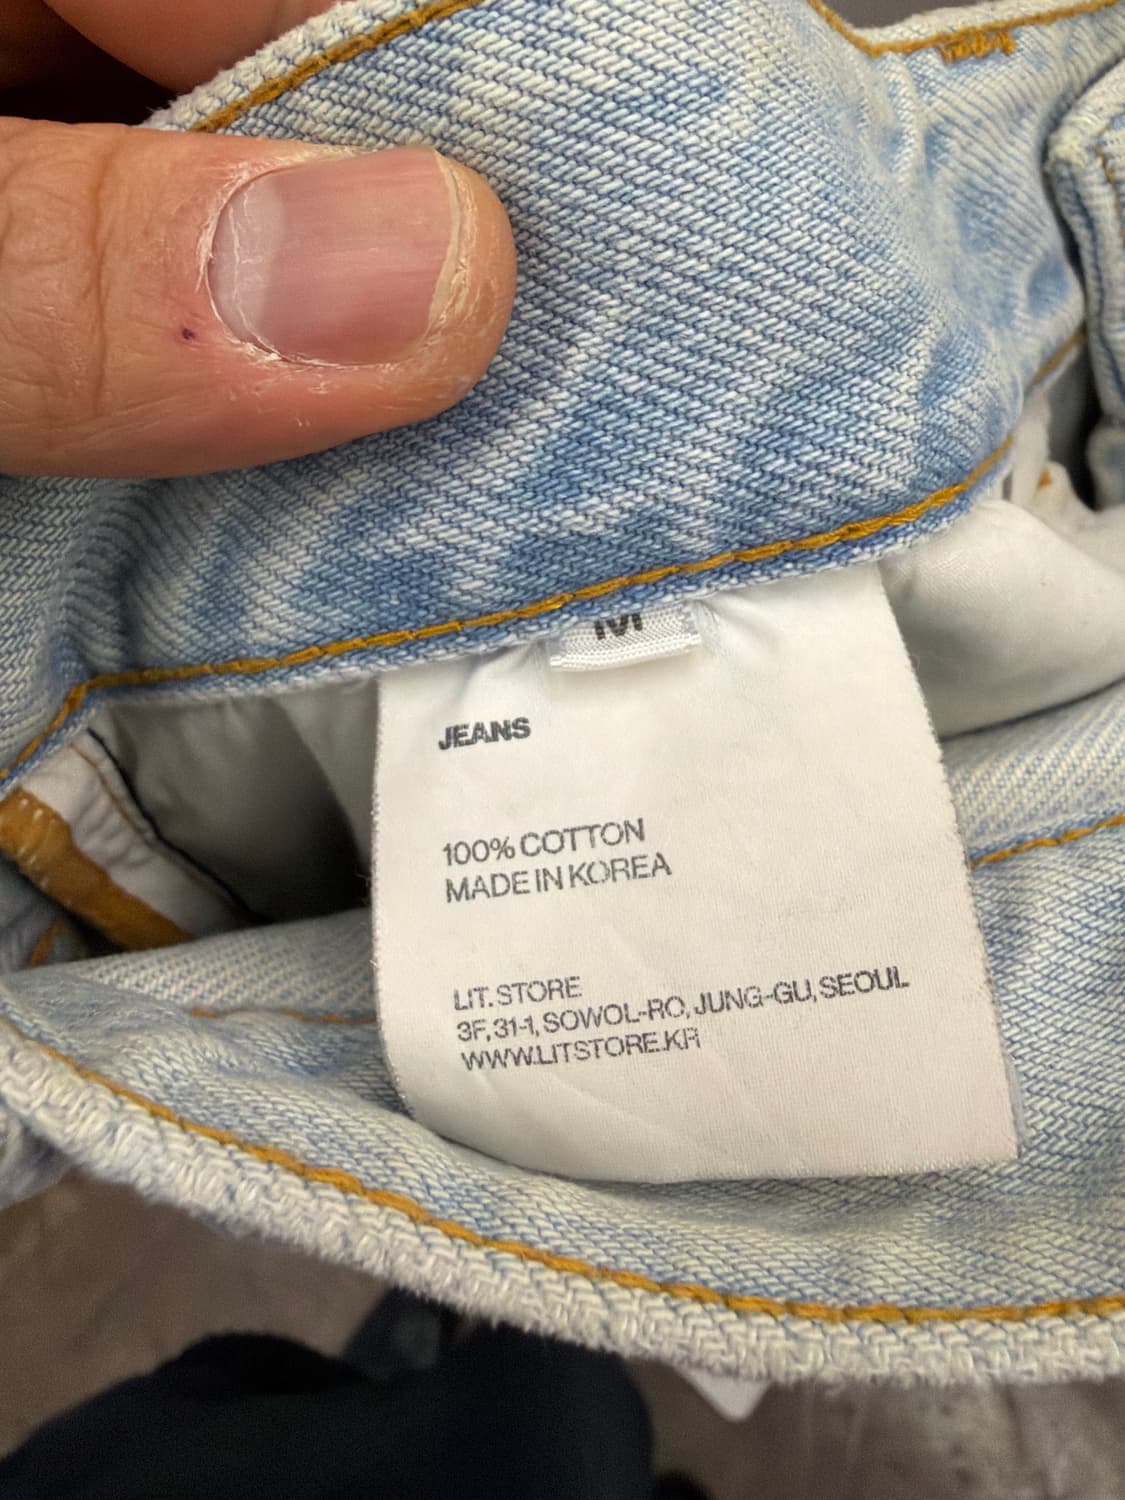 M
JEANS
100% COTTON
MADE IN KOREA
LIT. STORE
3F, 31-1, SOWOL-RO, JUNG-GU, SEOUL
WWW.LITSTORE.KR